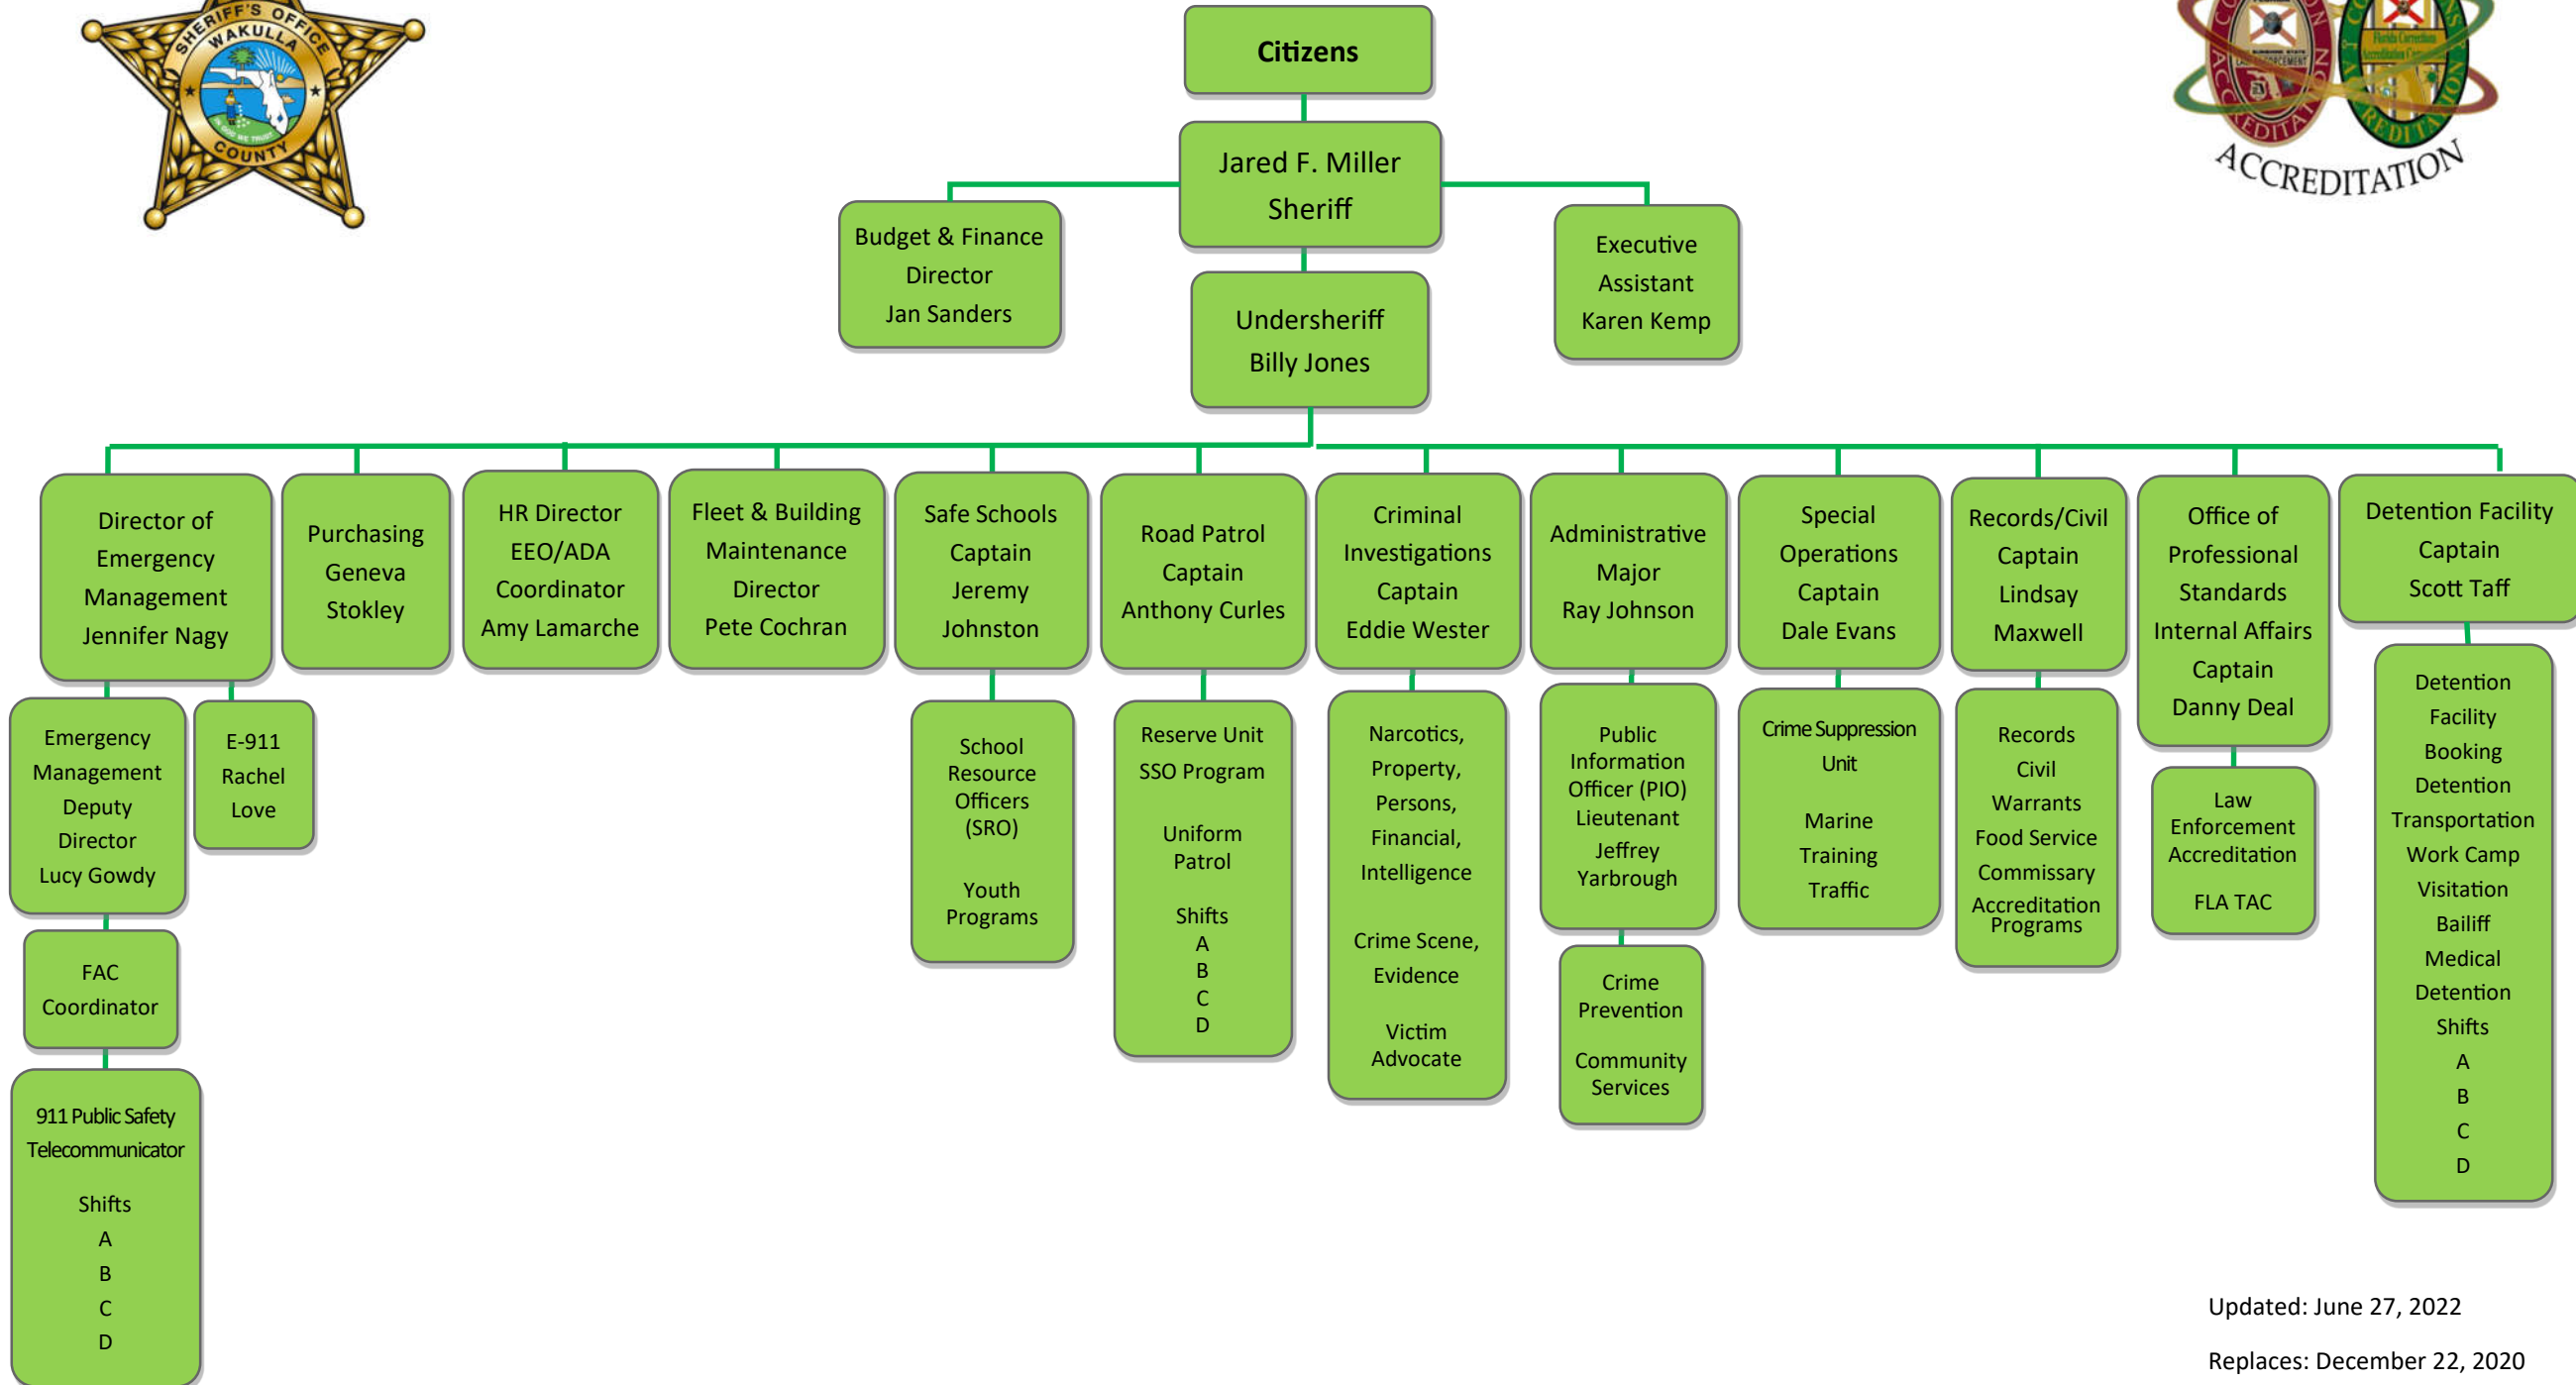 SHERIFF'S OFFICE
WAKULLA
IN GOD WE TRUST
COUNTY
ACCREDITATION
Citizens
Jared F. Miller
Sheriff
Budget & Finance
Director
Jan Sanders
Executive
Assistant
Karen Kemp
Undersheriff
Billy Jones
Director of
Emergency
Management
Jennifer Nagy
Purchasing
Geneva
Stokley
HR Director
EEO/ADA
Coordinator
Amy Lamarche
Fleet & Building
Maintenance
Director
Pete Cochran
Safe Schools
Captain
Jeremy
Johnston
Road Patrol
Captain
Anthony Curles
Criminal
Investigations
Captain
Eddie Wester
Administrative
Major
Ray Johnson
Special
Operations
Captain
Dale Evans
Records/Civil
Captain
Lindsay
Maxwell
Office of
Professional
Standards
Internal Affairs
Captain
Danny Deal
Detention Facility
Captain
Scott Taff
Emergency
Management
Deputy
Director
Lucy Gowdy
E-911
Rachel
Love
FAC
Coordinator
911 Public Safety
Telecommunicator
Shifts
A
B
C
D
School
Resource
Officers
(SRO)
Youth
Programs
Reserve Unit
SSO Program
Uniform
Patrol
Shifts
A
B
C
D
Narcotics,
Property,
Persons,
Financial,
Intelligence
Crime Scene,
Evidence
Victim
Advocate
Public
Information
Officer (PIO)
Lieutenant
Jeffrey
Yarbrough
Crime
Prevention
Community
Services
Crime Suppression
Unit
Marine
Training
Traffic
Records
Civil
Warrants
Food Service
Commissary
Accreditation
Programs
Law
Enforcement
Accreditation
FLA TAC
Detention
Facility
Booking
Detention
Transportation
Work Camp
Visitation
Bailiff
Medical
Detention
Shifts
A
B
C
D
Updated: June 27, 2022
Replaces: December 22, 2020